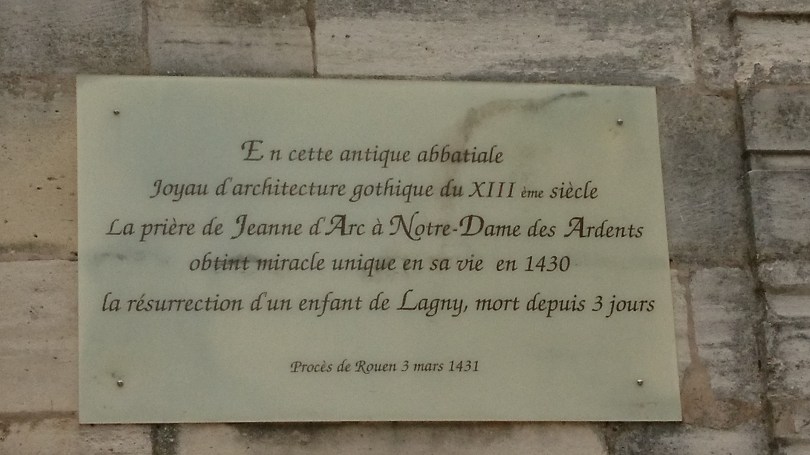 En cette antique abbatiale
Joyau d'architecture gothique du XIII ème siècle
La prière de Jeanne d'Arc à Notre-Dame des Ardents
obtint miracle unique en sa vie en 1430
la résurrection d'un enfant de Lagny, mort depuis 3 jours
Procès de Rouen 3 mars 1431